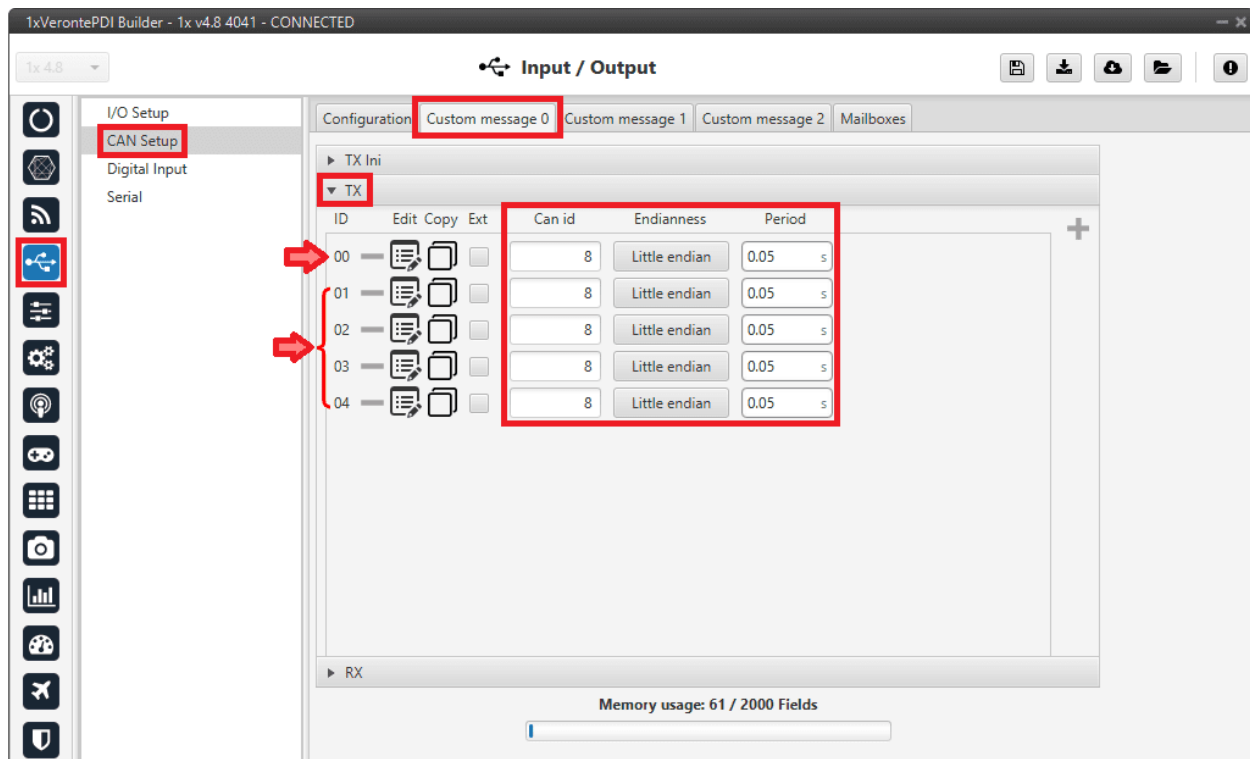 1xVerontePDI Builder - 1x v4.8 4041 - CONNECTED
1x 4.8
Input / Output
I/O Setup
CAN Setup
Digital Input
Serial
Configuration Custom message 0 Custom message 1 Custom message 2 Mailboxes
TX Ini
TX
ID Edit Copy Ext Can id Endianness Period
00 8 Little endian 0.05 s
01 8 Little endian 0.05 s
02 8 Little endian 0.05 s
03 8 Little endian 0.05 s
04 8 Little endian 0.05 s
RX
Memory usage: 61 / 2000 Fields